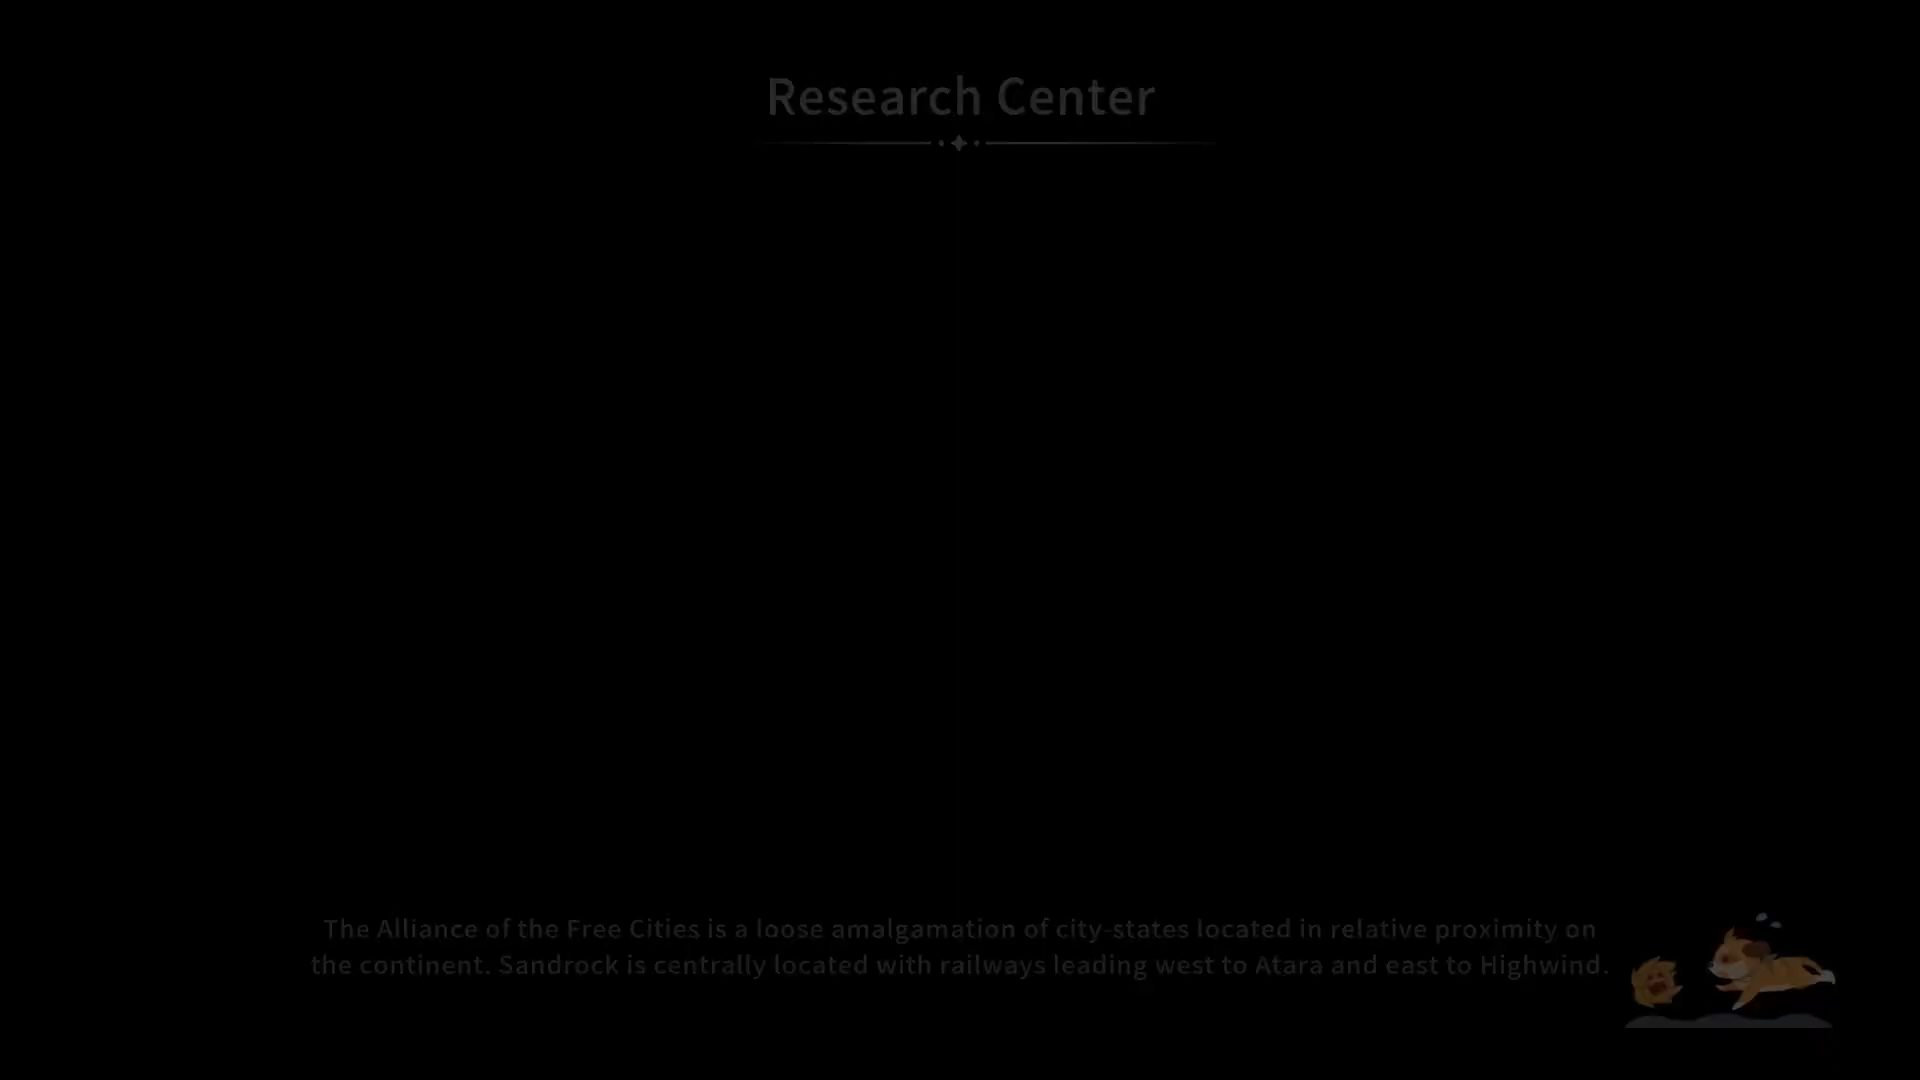 Research Center
The Alliance of the Free Cities is a loose amalgamation of city-states located in relative proximity on
the continent. Sandrock is centrally located with railways leading west to Atara and east to Highwind.